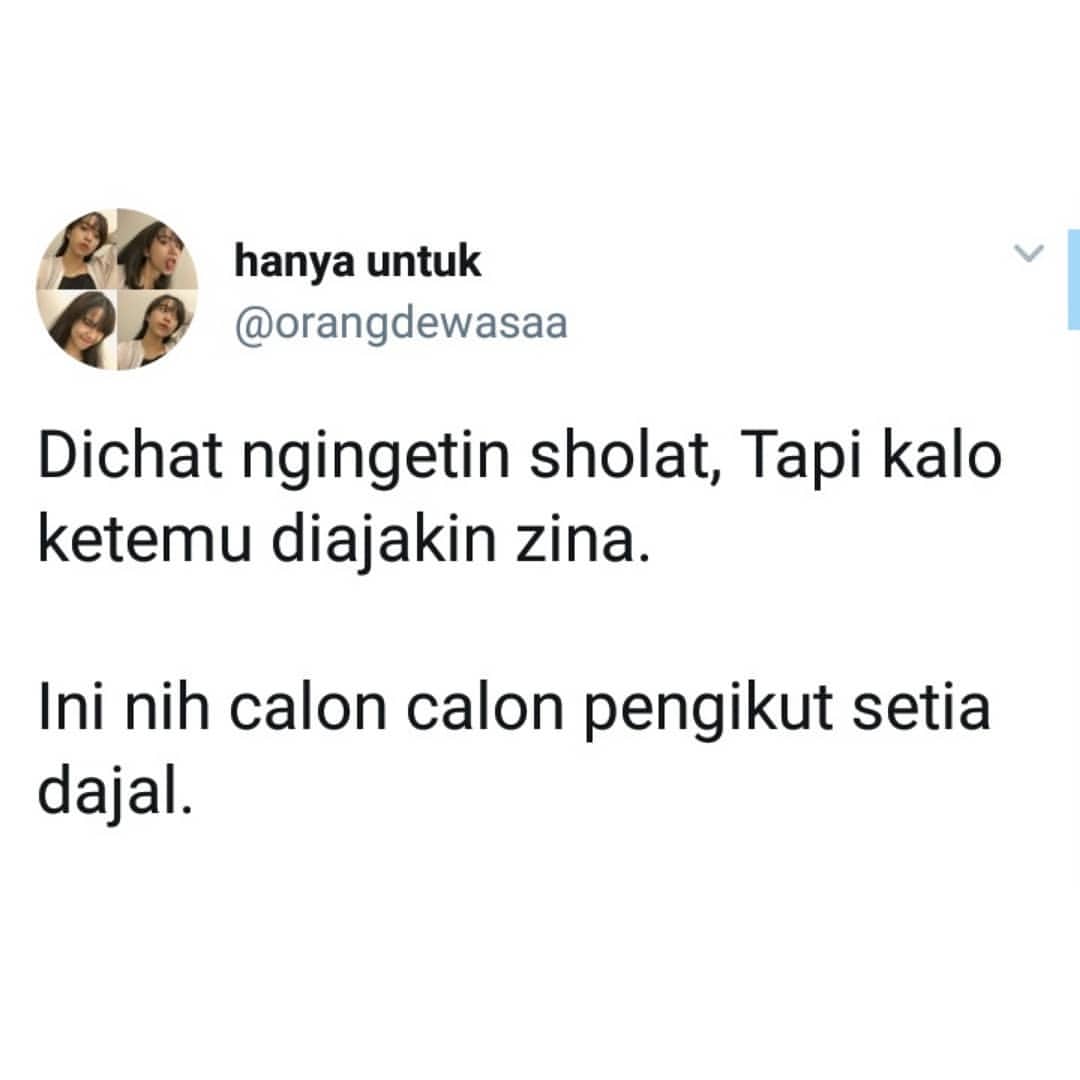 hanya untuk
@orangdewasaa
Dichat ngingetin sholat, Tapi kalo
ketemu diajakin zina.
Ini nih calon calon pengikut setia
dajal.